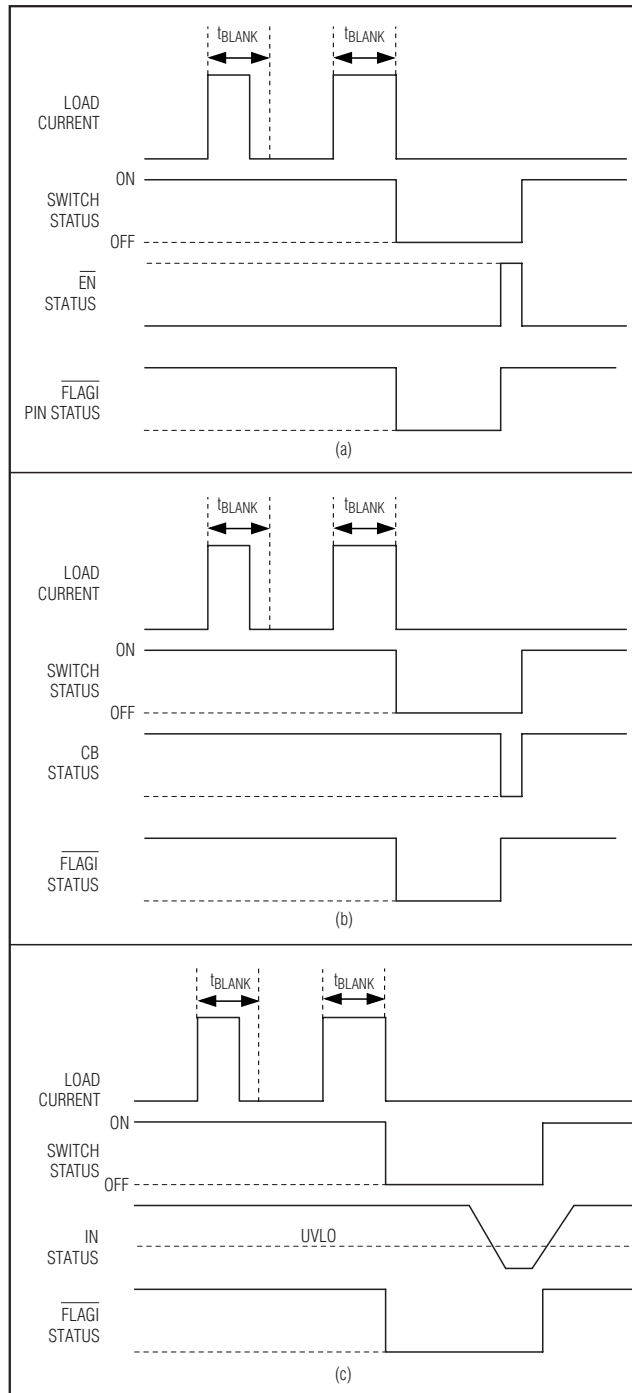 tBLANK tBLANK
LOAD
CURRENT
ON
SWITCH
STATUS
OFF
EN
STATUS
FLAGI
PIN STATUS
(a)
tBLANK tBLANK
LOAD
CURRENT
ON
SWITCH
STATUS
OFF
CB
STATUS
FLAGI
STATUS
(b)
tBLANK tBLANK
LOAD
CURRENT
ON
SWITCH
STATUS
OFF
IN
STATUS
UVLO
FLAGI
STATUS
(c)